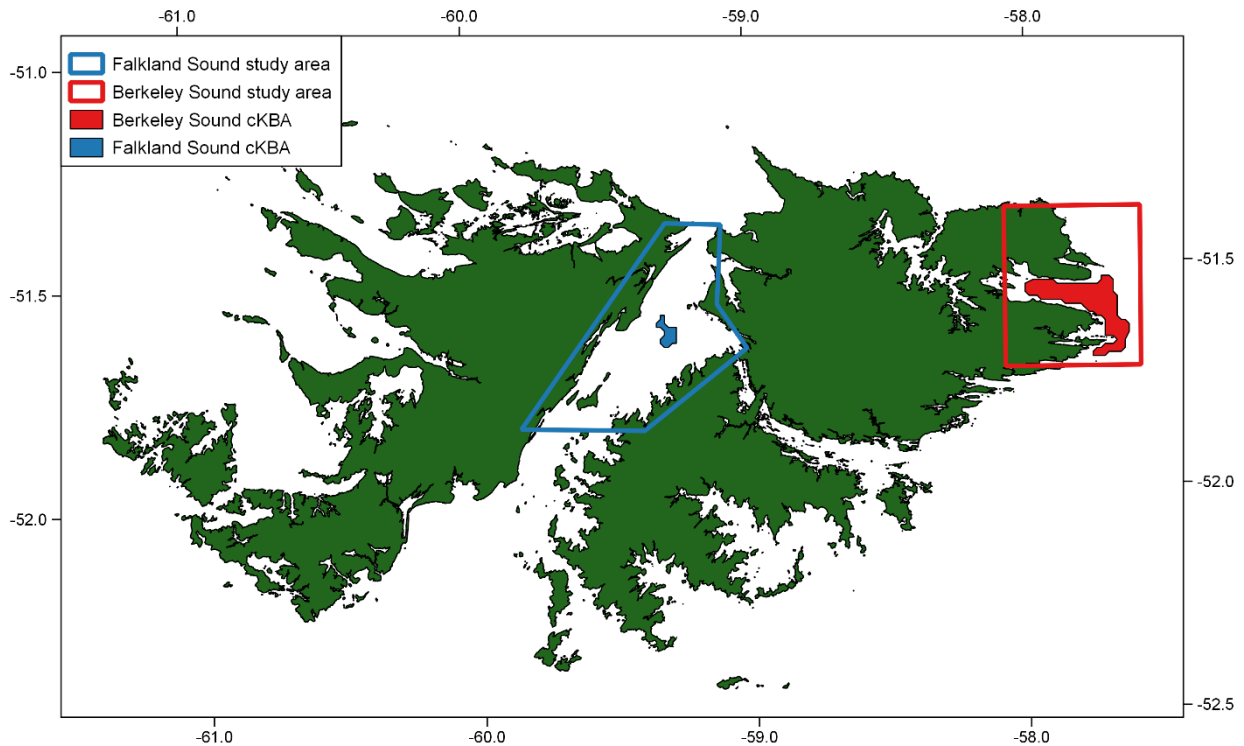 -61.0 -60.0 -59.0 -58.0
Falkland Sound study area
Berkeley Sound study area
Berkeley Sound cKBA
Falkland Sound cKBA
-51.0
-51.5
-51.5
-52.0
-52.0
-52.5
-61.0 -60.0 -59.0 -58.0